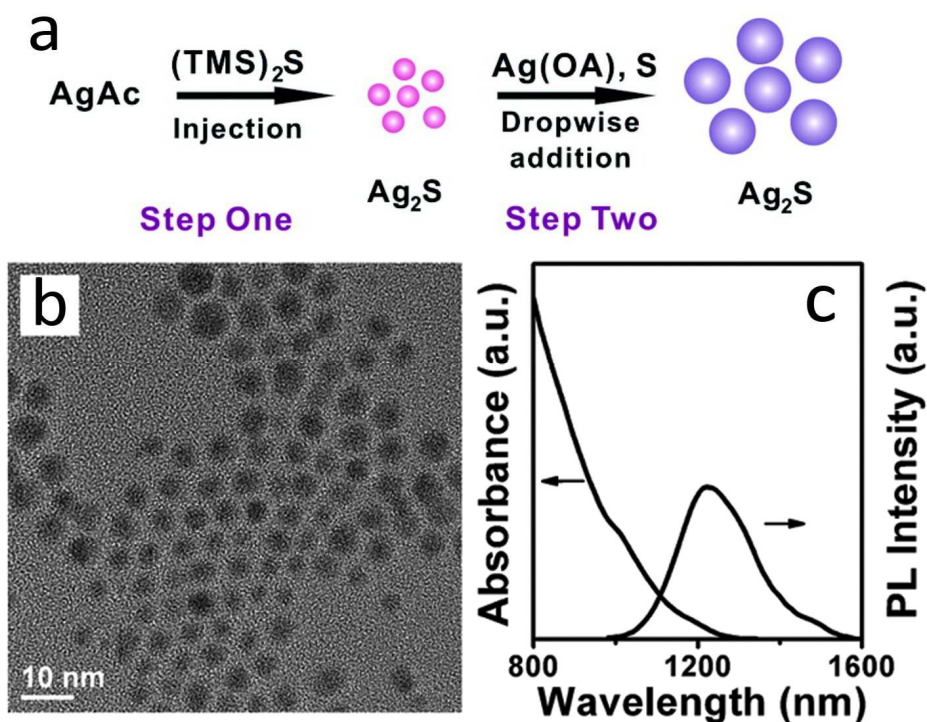 a
AgAc
(TMS)₂S
Injection
Ag₂S
Step One
Ag(OA), S
Dropwise
addition
Ag₂S
Step Two
b
10 nm
c
Absorbance (a.u.)
PL Intensity (a.u.)
800
1200
1600
Wavelength (nm)